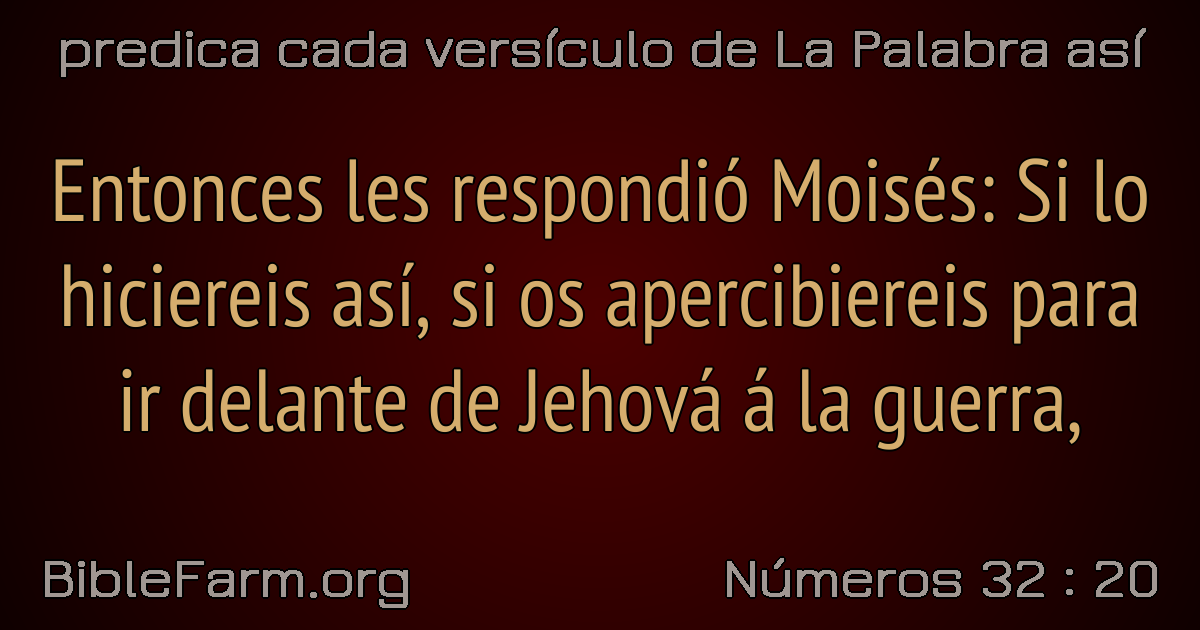 predica cada versículo de La Palabra así
Entonces les respondió Moisés: Si lo
hiciereis así, si os apercibiereis para
ir delante de Jehová á la guerra,
BibleFarm.org
Números 32 : 20